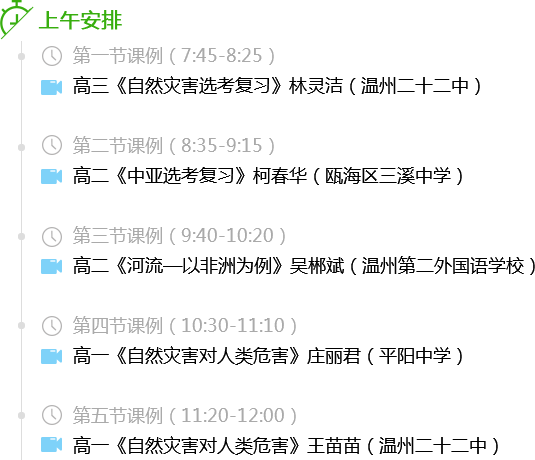 上午安排
第一节课例（7:45-8:25）
高三《自然灾害选考复习》林灵洁（温州二十二中）
第二节课例（8:35-9:15）
高二《中亚选考复习》柯春华（瓯海区三溪中学）
第三节课例（9:40-10:20）
高二《河流—以非洲为例》吴郴斌（温州第二外国语学校）
第四节课例（10:30-11:10）
高一《自然灾害对人类危害》庄丽君（平阳中学）
第五节课例（11:20-12:00）
高一《自然灾害对人类危害》王苗苗（温州二十二中）